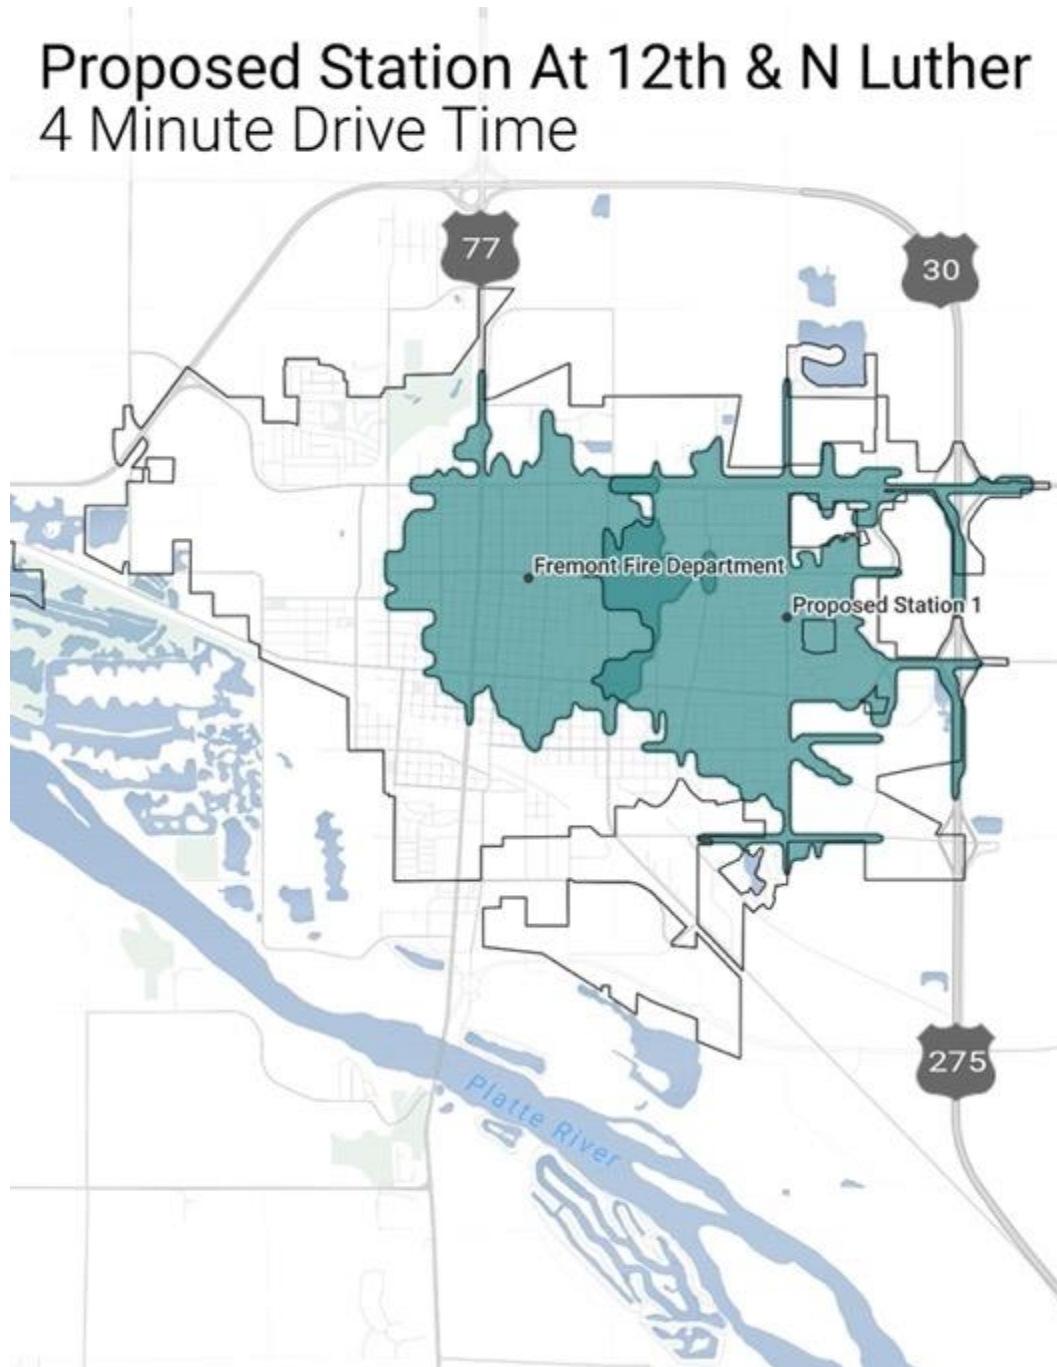 Proposed Station At 12th & N Luther
4 Minute Drive Time
77
30
Fremont Fire Department
Proposed Station 1
275
Platte River